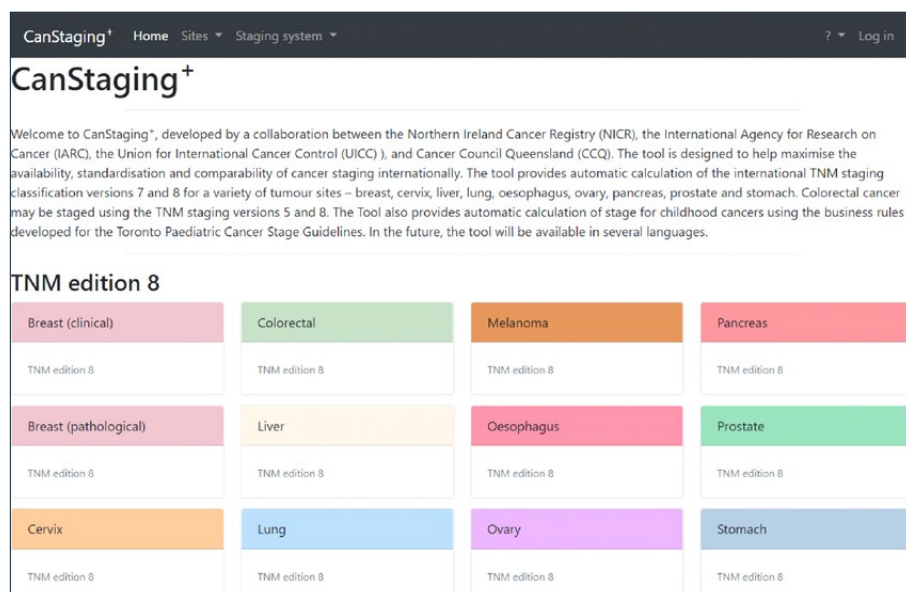 CanStaging+ Home Sites Staging system ? Log in
CanStaging+
Welcome to CanStaging+, developed by a collaboration between the Northern Ireland Cancer Registry (NICR), the International Agency for Research on
Cancer (IARC), the Union for International Cancer Control (UICC) ), and Cancer Council Queensland (CCQ). The tool is designed to help maximise the
availability, standardisation and comparability of cancer staging internationally. The tool provides automatic calculation of the international TNM staging
classification versions 7 and 8 for a variety of tumour sites – breast, cervix, liver, lung, oesophagus, ovary, pancreas, prostate and stomach. Colorectal cancer
may be staged using the TNM staging versions 5 and 8. The Tool also provides automatic calculation of stage for childhood cancers using the business rules
developed for the Toronto Paediatric Cancer Stage Guidelines. In the future, the tool will be available in several languages.
TNM edition 8
Breast (clinical) Colorectal Melanoma Pancreas
TNM edition 8 TNM edition 8 TNM edition 8 TNM edition 8
Breast (pathological) Liver Oesophagus Prostate
TNM edition 8 TNM edition 8 TNM edition 8 TNM edition 8
Cervix Lung Ovary Stomach
TNM edition 8 TNM edition 8 TNM edition 8 TNM edition 8